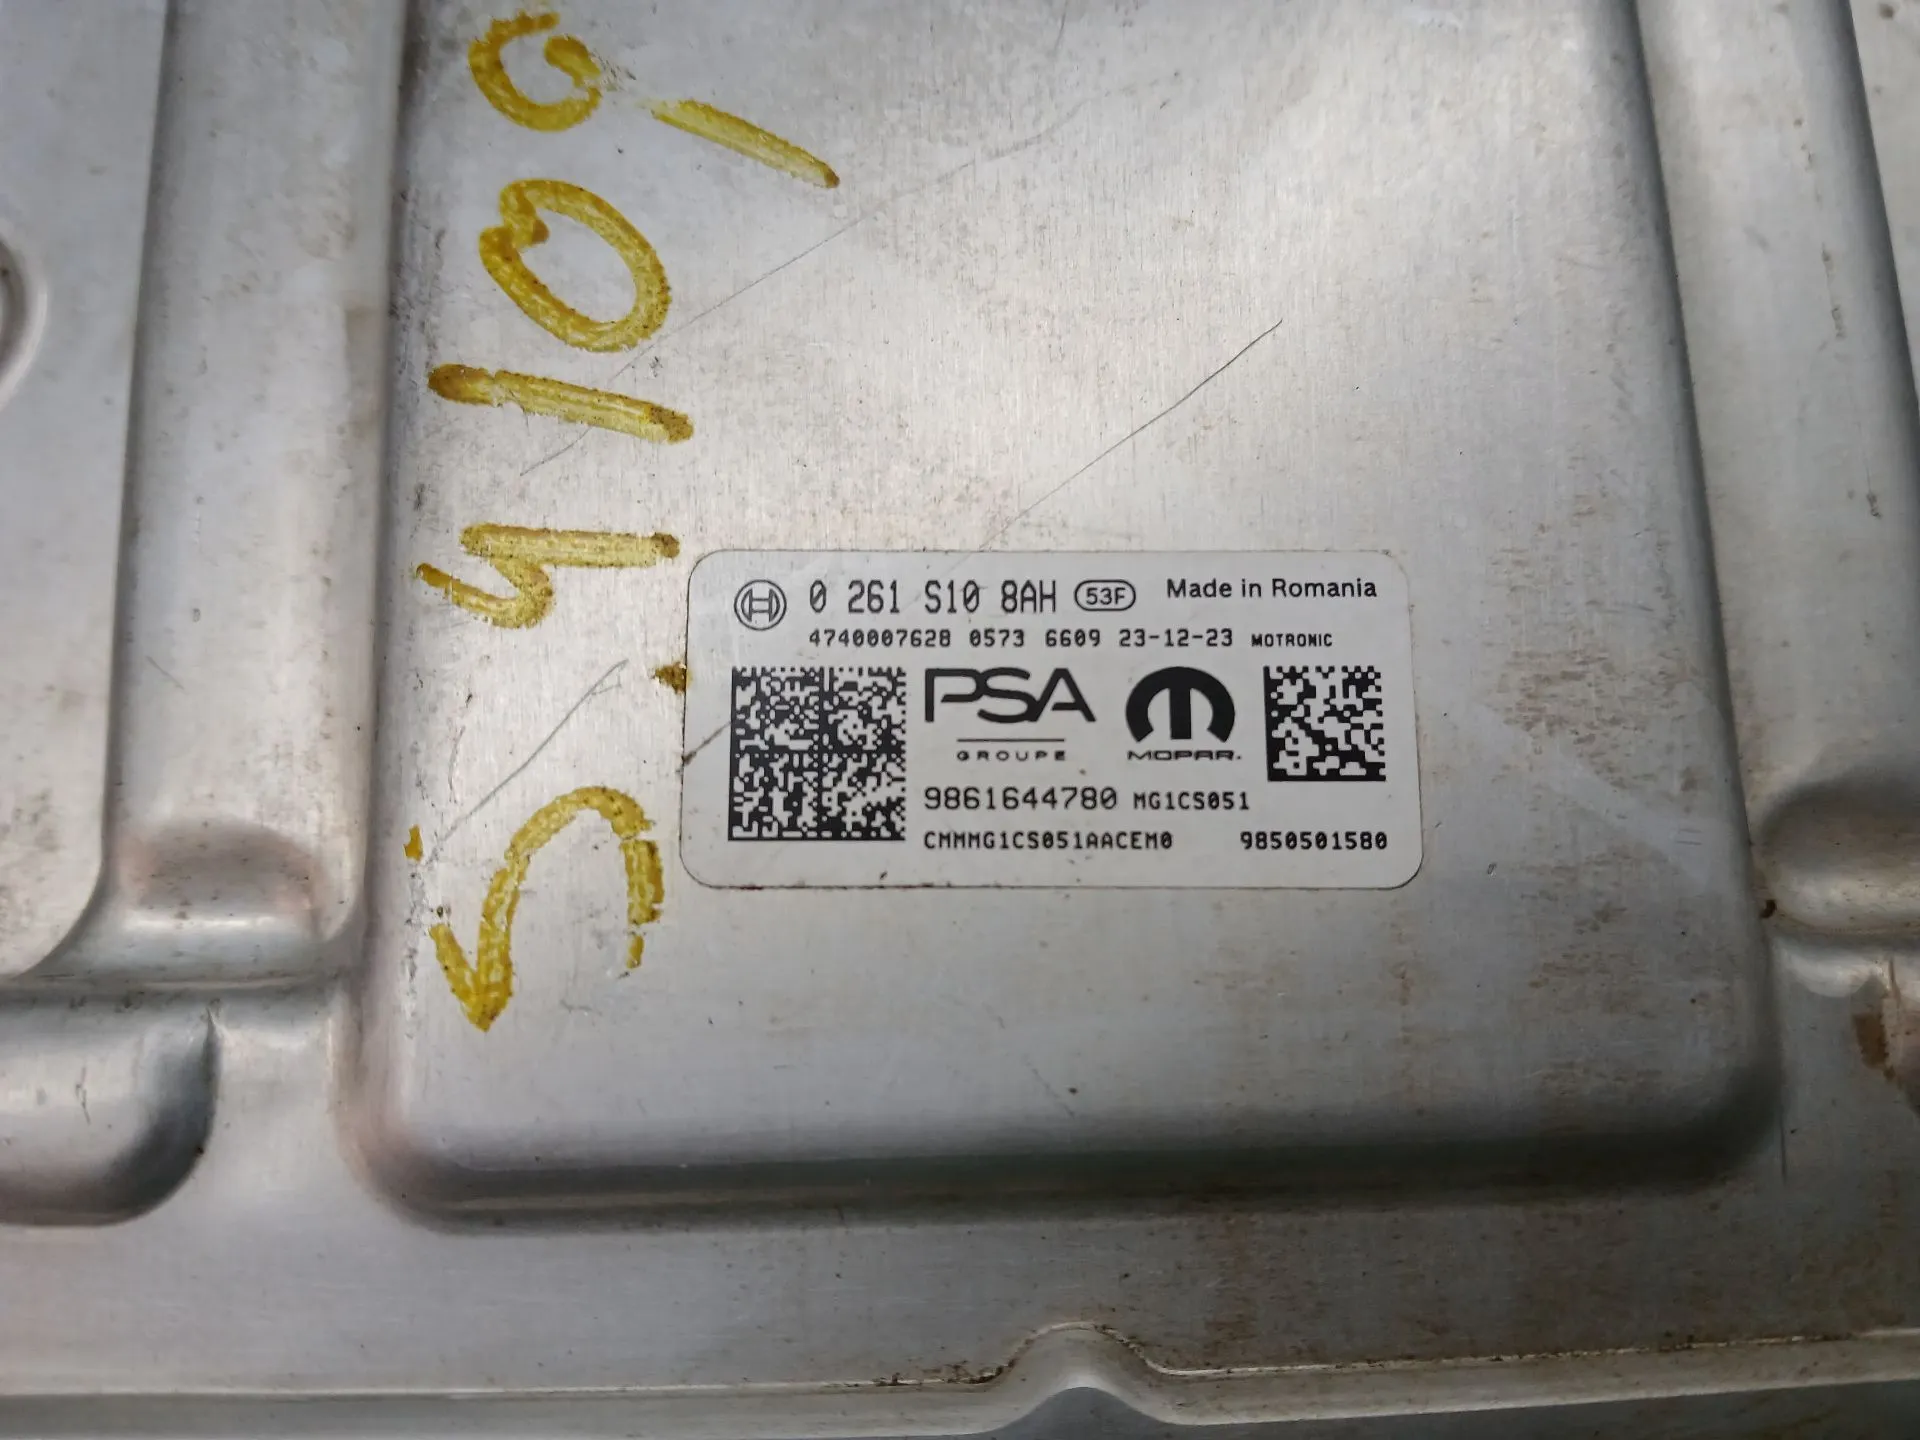 54109
0 261 S10 8AH 53F Made in Romania
4740007628 0573 6609 23-12-23 MOTRONIC
PSA
GROUPE
MOPAR.
9861644780 MG1CS051
CMMMG1CS051AACEM0 9850501580